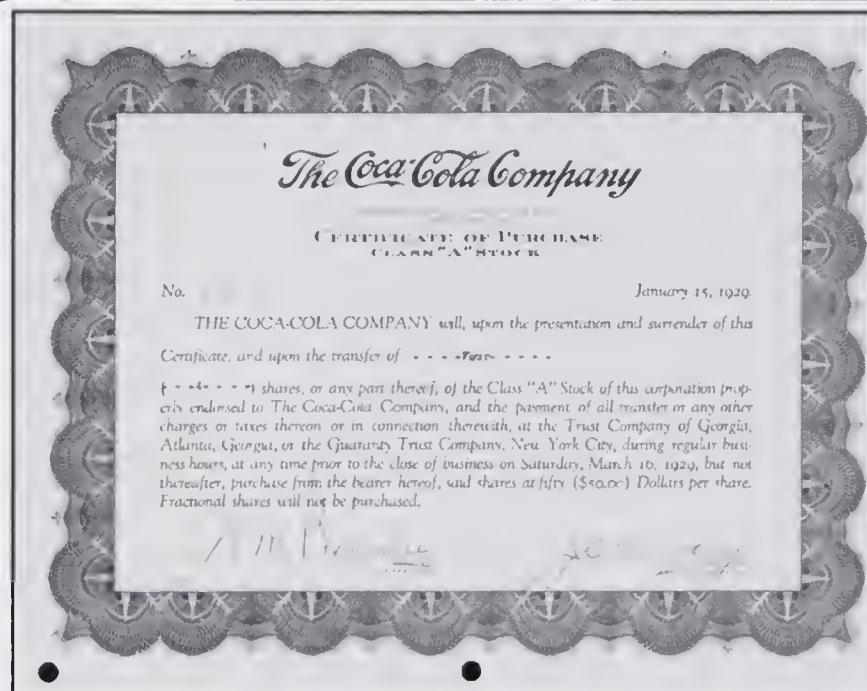 The Coca-Cola Company
CERTIFICATE OF PURCHASE
CLASS "A" STOCK
No.
January 15, 1929.
THE COCA-COLA COMPANY will, upon the presentation and surrender of this
Certificate, and upon the transfer of - - - -Four- - - - -
(- -4- - - -) shares, or any part thereof, of the Class "A" Stock of this corporation prop-
erly endorsed to The Coca-Cola Company, and the payment of all transfer or any other
charges or taxes thereon or in connection therewith, at the Trust Company of Georgia,
Atlanta, Georgia, or the Guaranty Trust Company, New York City, during regular busi-
ness hours, at any time prior to the close of business on Saturday, March 16, 1929, but not
thereafter, purchase from the bearer hereof, said shares at fifty ($50.00) Dollars per share.
Fractional shares will not be purchased.